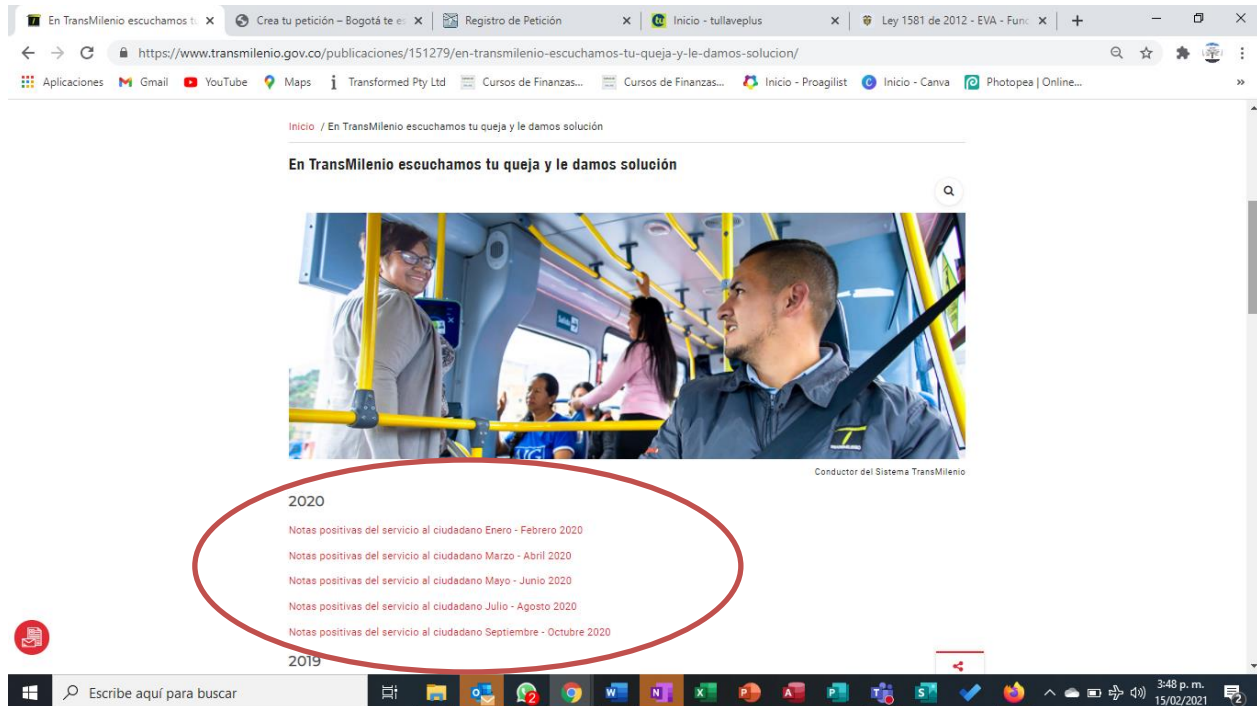 En TransMilenio escuchamos t
Crea tu petición – Bogotá te e
Registro de Petición
Inicio - tullaveplus
Ley 1581 de 2012 - EVA - Func
https://www.transmilenio.gov.co/publicaciones/151279/en-transmilenio-escuchamos-tu-queja-y-le-damos-solucion/
Aplicaciones
Gmail
YouTube
Maps
Transformed Pty Ltd
Cursos de Finanzas...
Cursos de Finanzas...
Inicio - Proagilist
Inicio - Canva
Photopea | Online...
Inicio / En TransMilenio escuchamos tu queja y le damos solución
En TransMilenio escuchamos tu queja y le damos solución
Salida
UG
Conductor del Sistema TransMilenio
2020
Notas positivas del servicio al ciudadano Enero - Febrero 2020
Notas positivas del servicio al ciudadano Marzo - Abril 2020
Notas positivas del servicio al ciudadano Mayo - Junio 2020
Notas positivas del servicio al ciudadano Julio - Agosto 2020
Notas positivas del servicio al ciudadano Septiembre - Octubre 2020
2019
Escribe aquí para buscar
3:48 p. m.
15/02/2021